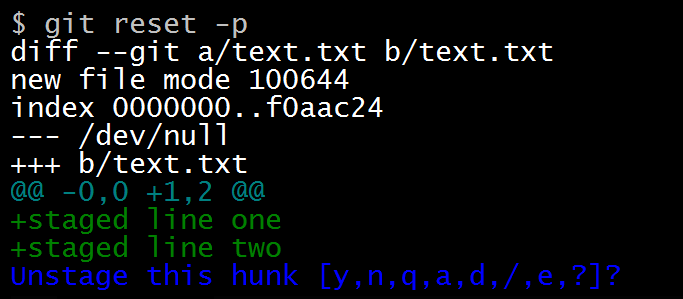 $ git reset -p
diff --git a/text.txt b/text.txt
new file mode 100644
index 0000000..f0aac24
--- /dev/null
+++ b/text.txt
@@ -0,0 +1,2 @@
+staged line one
+staged line two
Unstage this hunk [y,n,q,a,d,/,e,?]?